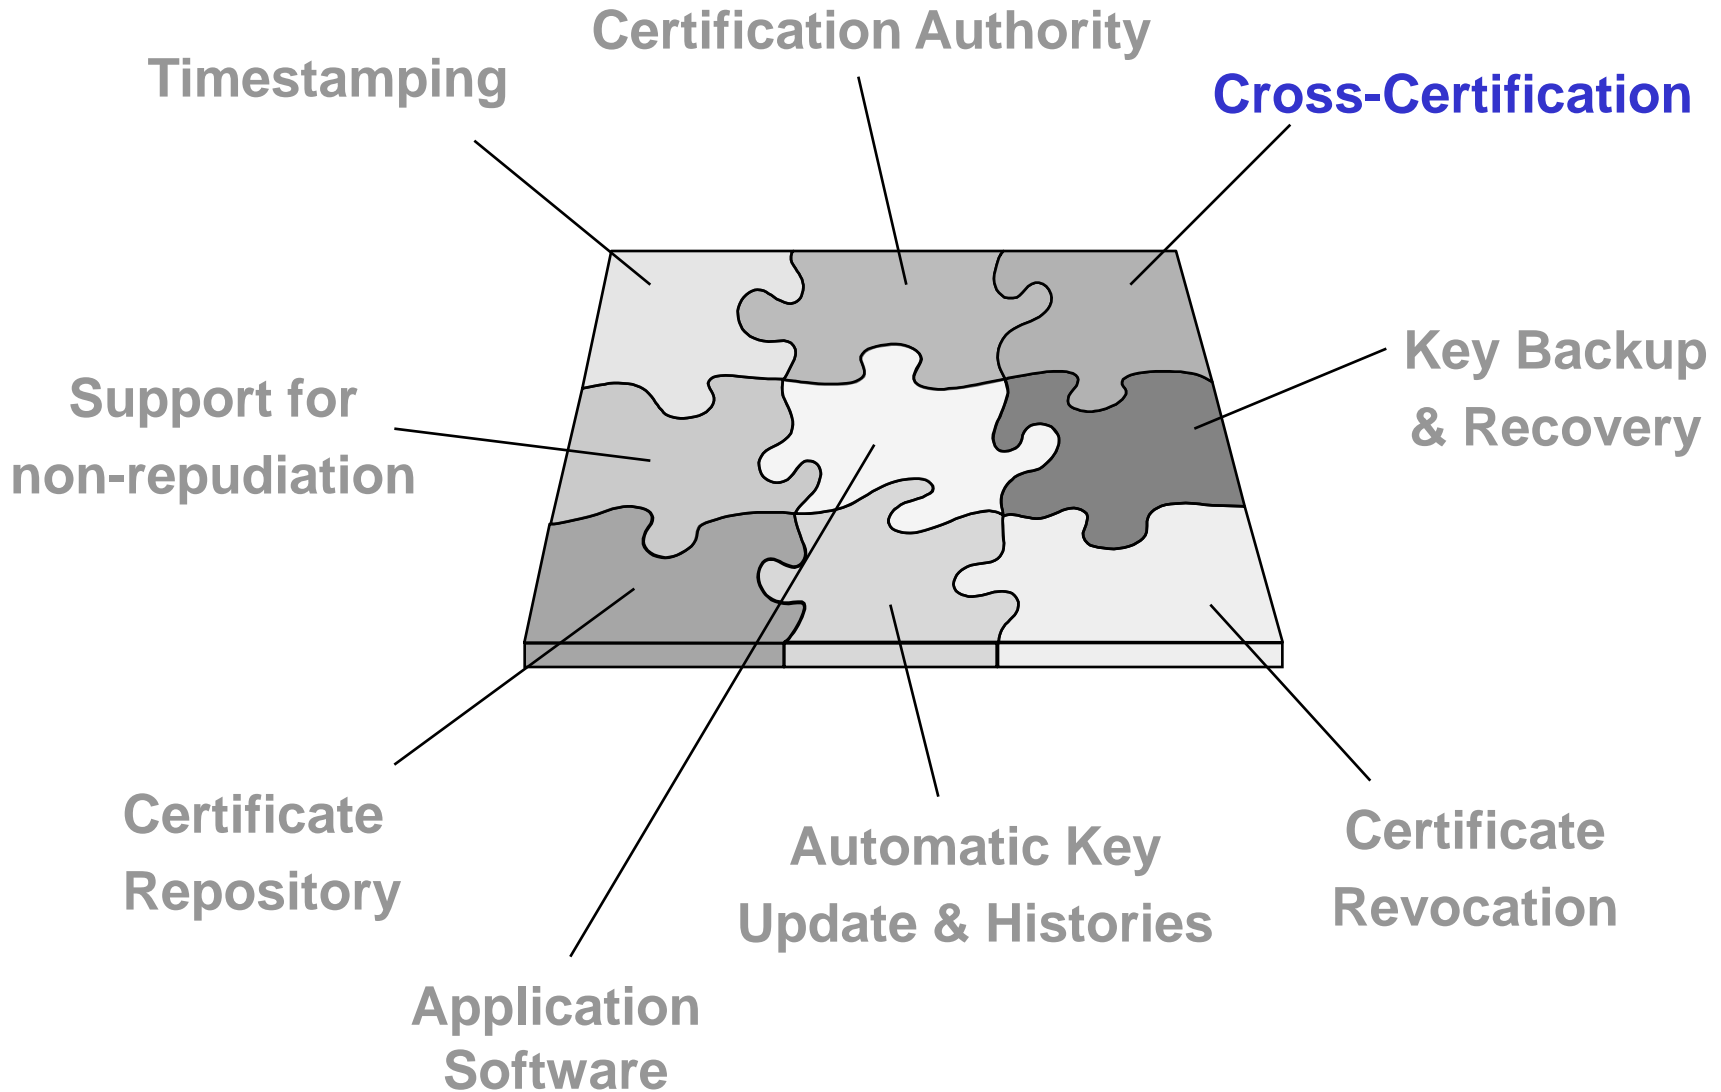 Certification Authority
Timestamping
Cross-Certification
Key Backup
& Recovery
Support for
non-repudiation
Certificate
Repository
Automatic Key
Update & Histories
Certificate
Revocation
Application
Software